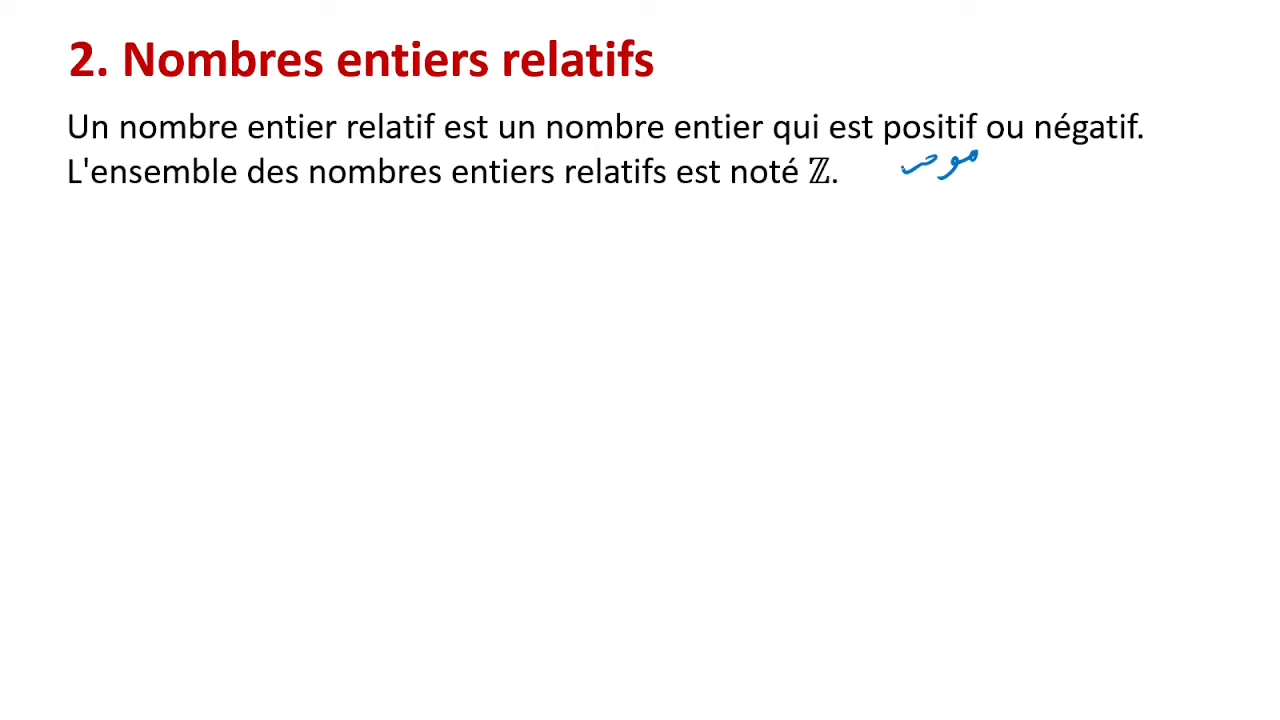 2. Nombres entiers relatifs
Un nombre entier relatif est un nombre entier qui est positif ou négatif.
L'ensemble des nombres entiers relatifs est noté ℤ.